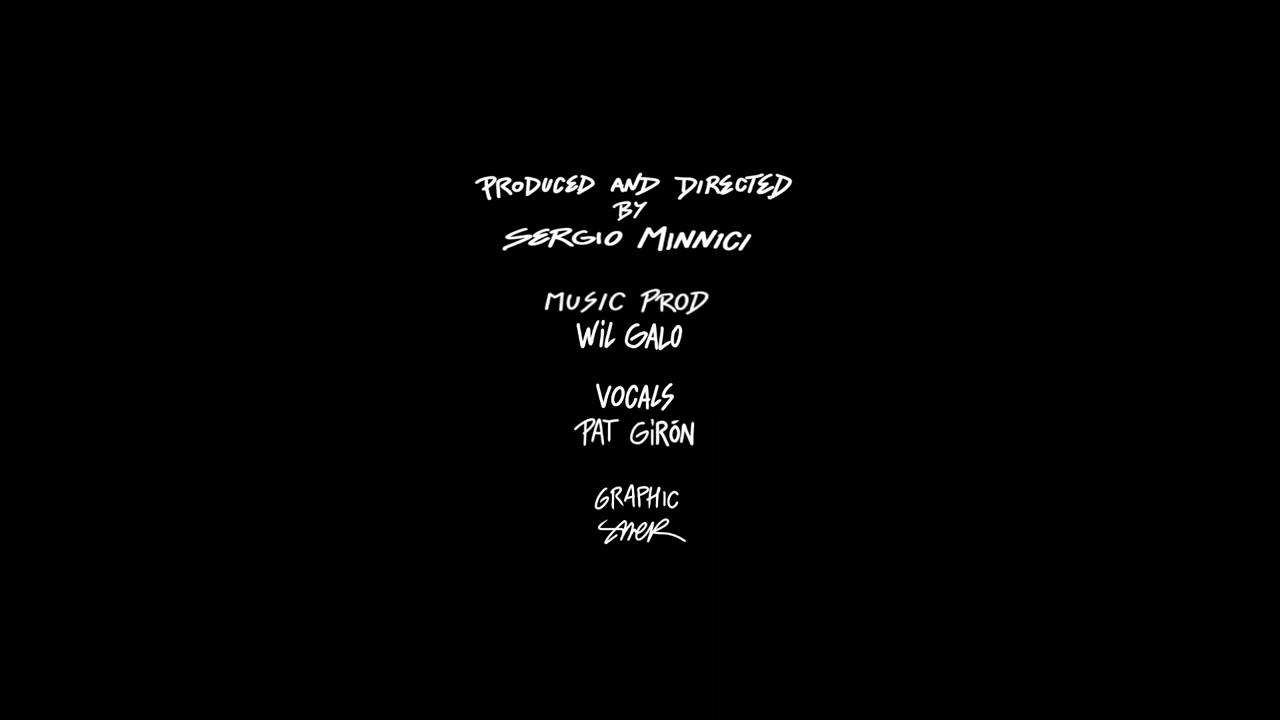 PRODUCED AND DIRECTED
BY
SERGIO MINNICI
MUSIC PROD
WiL GALO
VOCALS
PAT GiRÓN
GRAPHIC